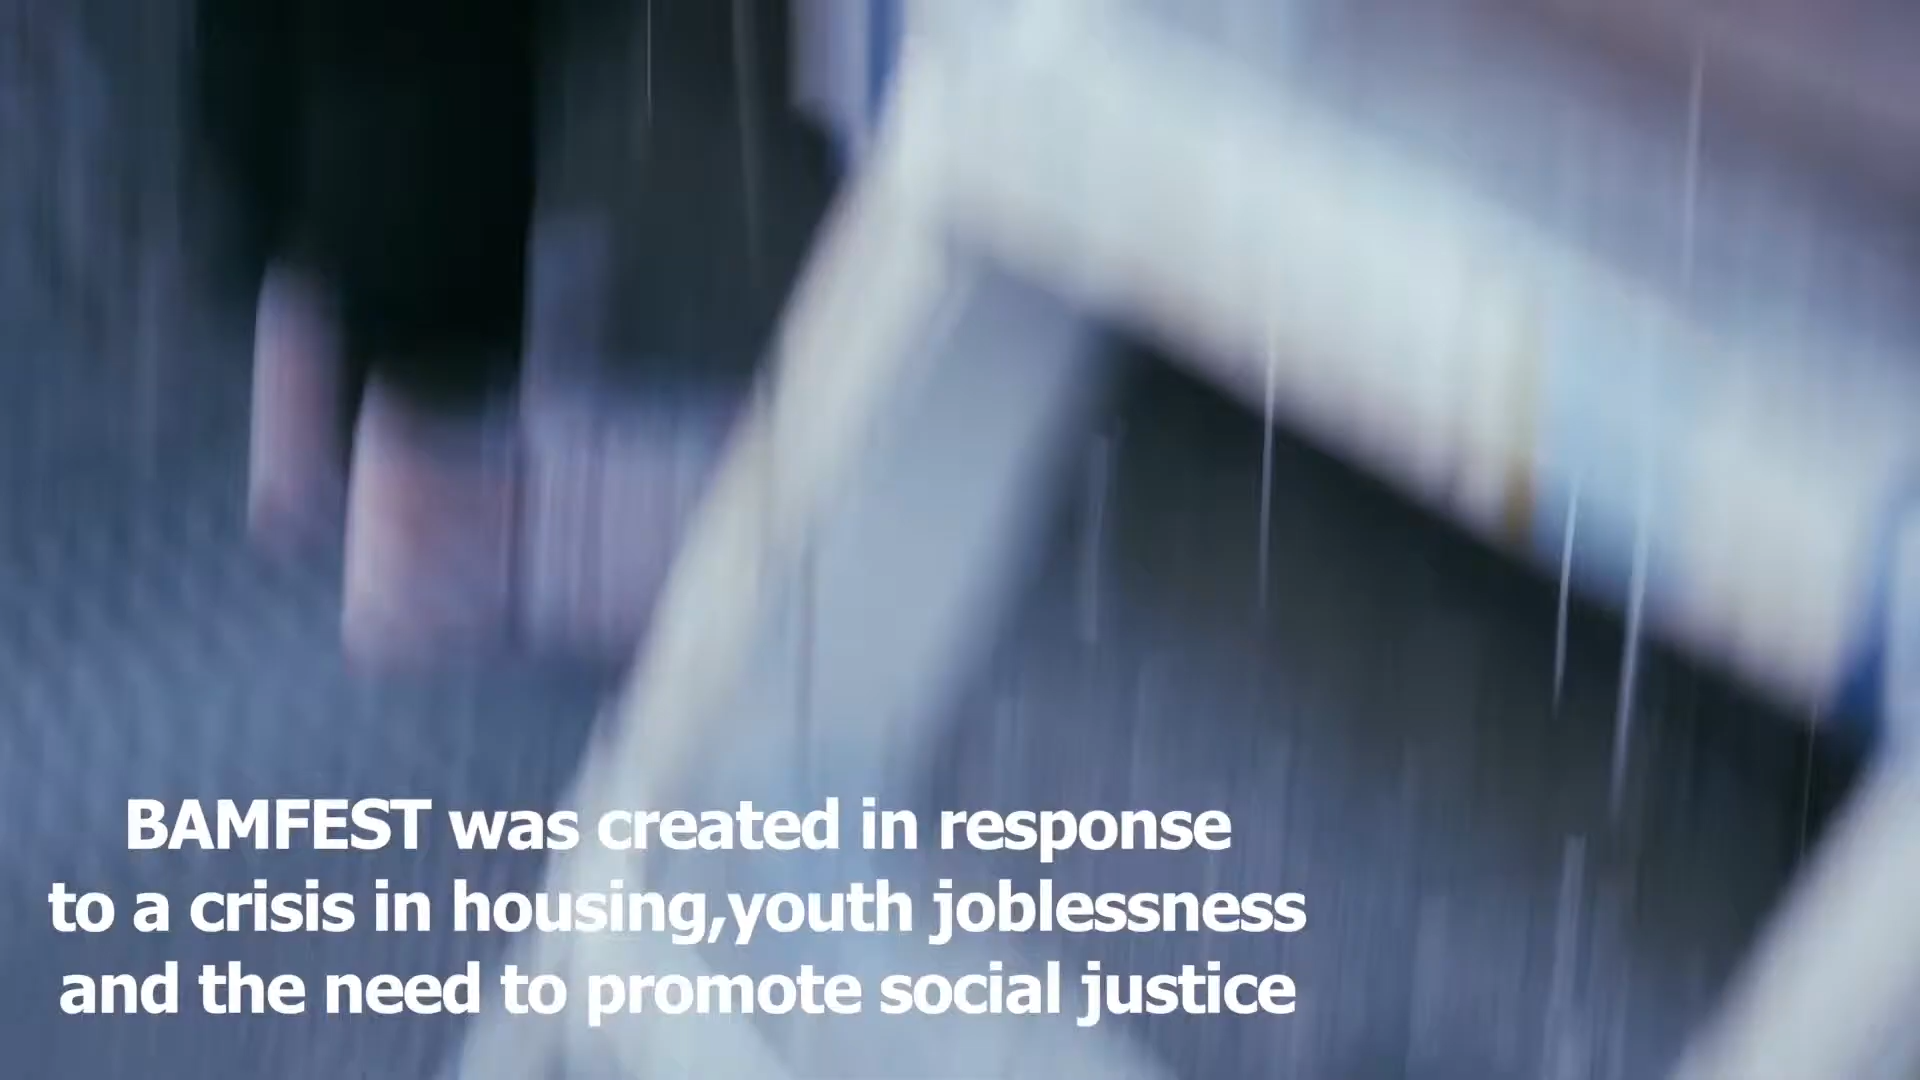 BAMFEST was created in response
to a crisis in housing,youth joblessness
and the need to promote social justice